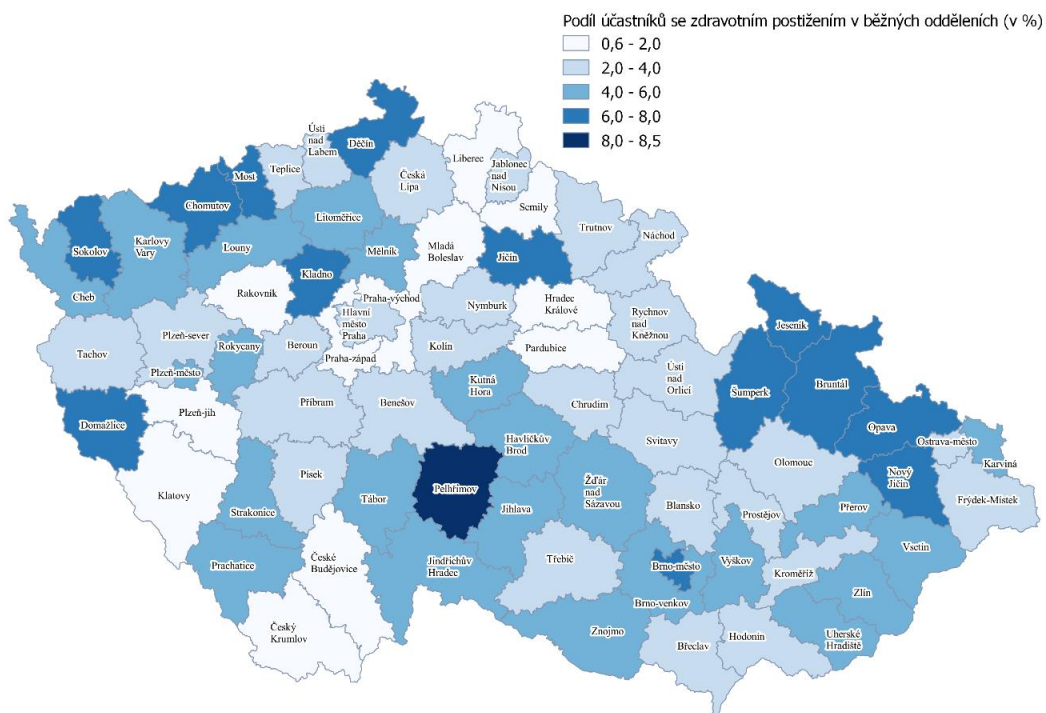 Podíl účastníků se zdravotním postižením v běžných odděleních (v %)
0,6 - 2,0
2,0 - 4,0
4,0 - 6,0
6,0 - 8,0
8,0 - 8,5
Ústí
nad
Labem
Děčín
Liberec
Jablonec
nad
Nisou
Teplice
Most
Česká
Lípa
Chomutov
Semily
Litoměřice
Trutnov
Náchod
Sokolov
Karlovy
Vary
Louny
Mělník
Mladá
Boleslav
Jičín
Kladno
Cheb
Rakovník
Praha-východ
Nymburk
Hradec
Králové
Hlavní
město
Praha
Rychnov
nad
Kněžnou
Jeseník
Plzeň-sever
Rokycany
Beroun
Kolín
Pardubice
Tachov
Praha-západ
Plzeň-město
Kutná
Hora
Ústí
nad
Orlicí
Šumperk
Bruntál
Plzeň-jih
Příbram
Benešov
Chrudim
Domažlice
Opava
Havlíčkův
Brod
Svitavy
Ostrava-město
Olomouc
Karviná
Klatovy
Písek
Pelhřimov
Žďár
nad
Sázavou
Nový
Jičín
Frýdek-Místek
Strakonice
Tábor
Jihlava
Blansko
Prostějov
Přerov
Vsetín
Prachatice
České
Budějovice
Jindřichův
Hradec
Třebíč
Brno-město
Vyškov
Kroměříž
Zlín
Brno-venkov
Český
Krumlov
Znojmo
Břeclav
Hodonín
Uherské
Hradiště